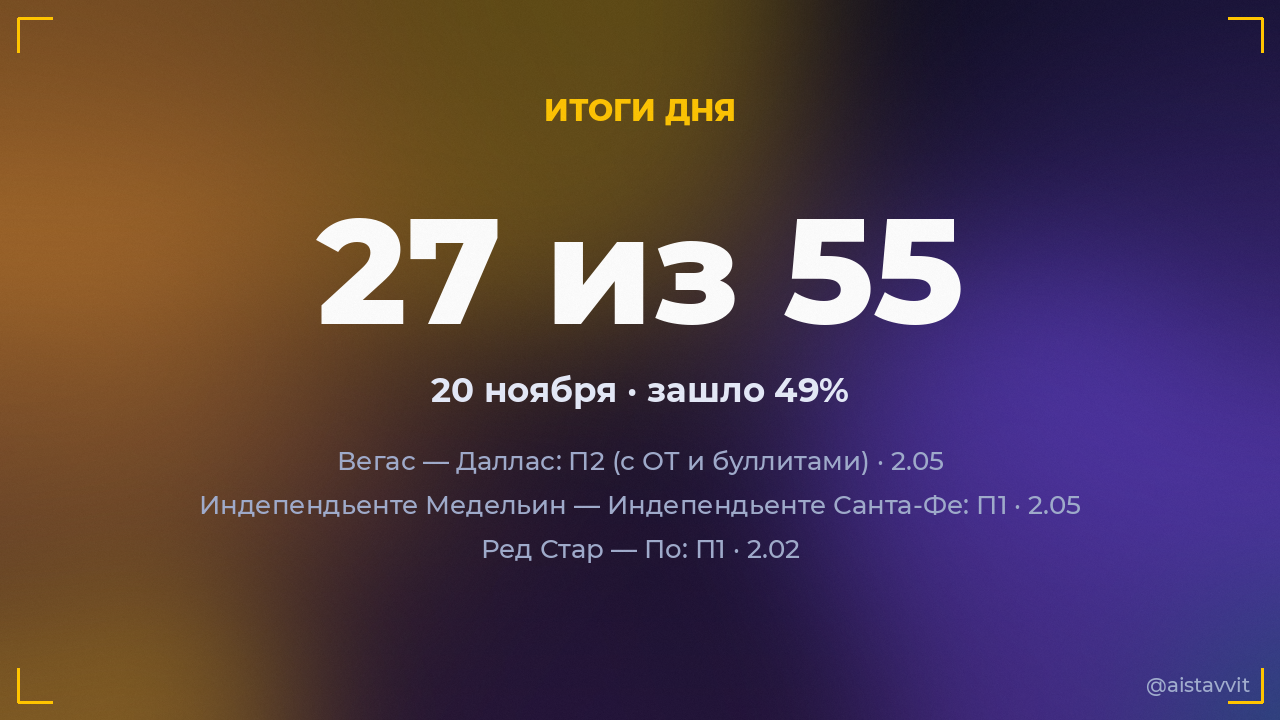 ИТОГИ ДНЯ
27 из 55
20 ноября · зашло 49%
Вегас — Даллас: П2 (с ОТ и буллитами) · 2.05
Индепендьенте Медельин — Индепендьенте Санта-Фе: П1 · 2.05
Ред Стар — По: П1 · 2.02
@aistavvit